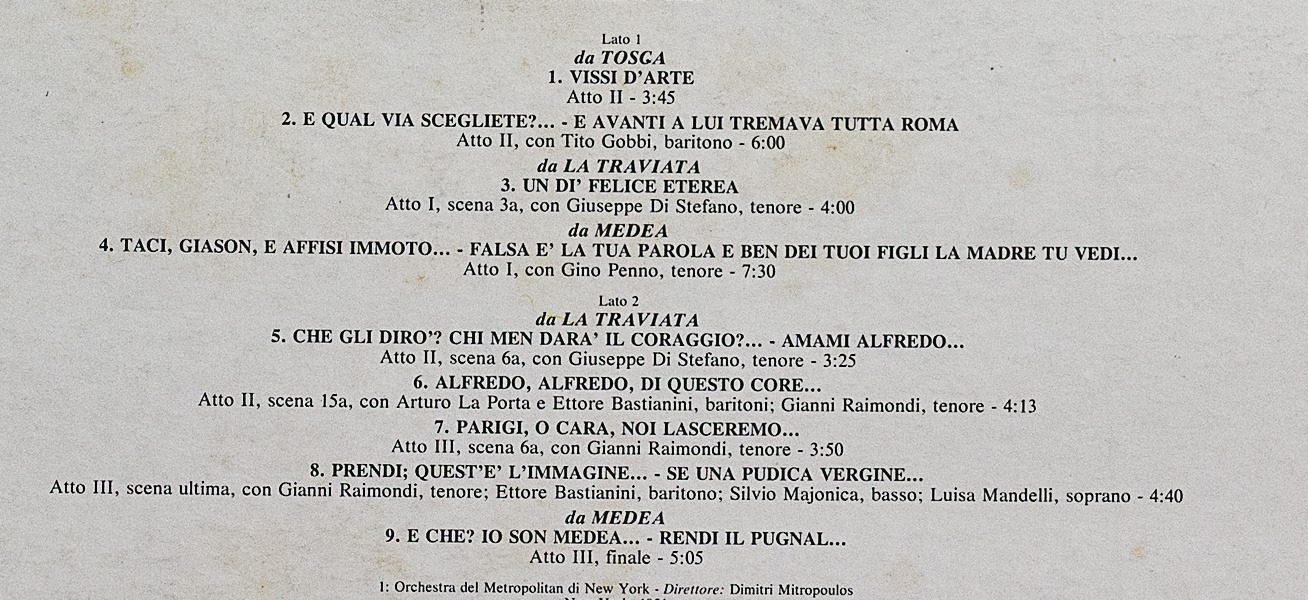 Lato 1
da TOSCA
1. VISSI D'ARTE
Atto II - 3:45
2. E QUAL VIA SCEGLIETE?... - E AVANTI A LUI TREMAVA TUTTA ROMA
Atto II, con Tito Gobbi, baritono - 6:00
da LA TRAVIATA
3. UN DI' FELICE ETEREA
Atto I, scena 3a, con Giuseppe Di Stefano, tenore - 4:00
da MEDEA
4. TACI, GIASON, E AFFISI IMMOTO... - FALSA E' LA TUA PAROLA E BEN DEI TUOI FIGLI LA MADRE TU VEDI...
Atto I, con Gino Penno, tenore - 7:30
Lato 2
da LA TRAVIATA
5. CHE GLI DIRO'? CHI MEN DARA' IL CORAGGIO?... - AMAMI ALFREDO...
Atto II, scena 6a, con Giuseppe Di Stefano, tenore - 3:25
6. ALFREDO, ALFREDO, DI QUESTO CORE...
Atto II, scena 15a, con Arturo La Porta e Ettore Bastianini, baritoni; Gianni Raimondi, tenore - 4:13
7. PARIGI, O CARA, NOI LASCEREMO...
Atto III, scena 6a, con Gianni Raimondi, tenore - 3:50
8. PRENDI; QUEST'E' L'IMMAGINE... - SE UNA PUDICA VERGINE...
Atto III, scena ultima, con Gianni Raimondi, tenore; Ettore Bastianini, baritono; Silvio Majonica, basso; Luisa Mandelli, soprano - 4:40
da MEDEA
9. E CHE? IO SON MEDEA... - RENDI IL PUGNAL...
Atto III, finale - 5:05
1: Orchestra del Metropolitan di New York - Direttore: Dimitri Mitropoulos